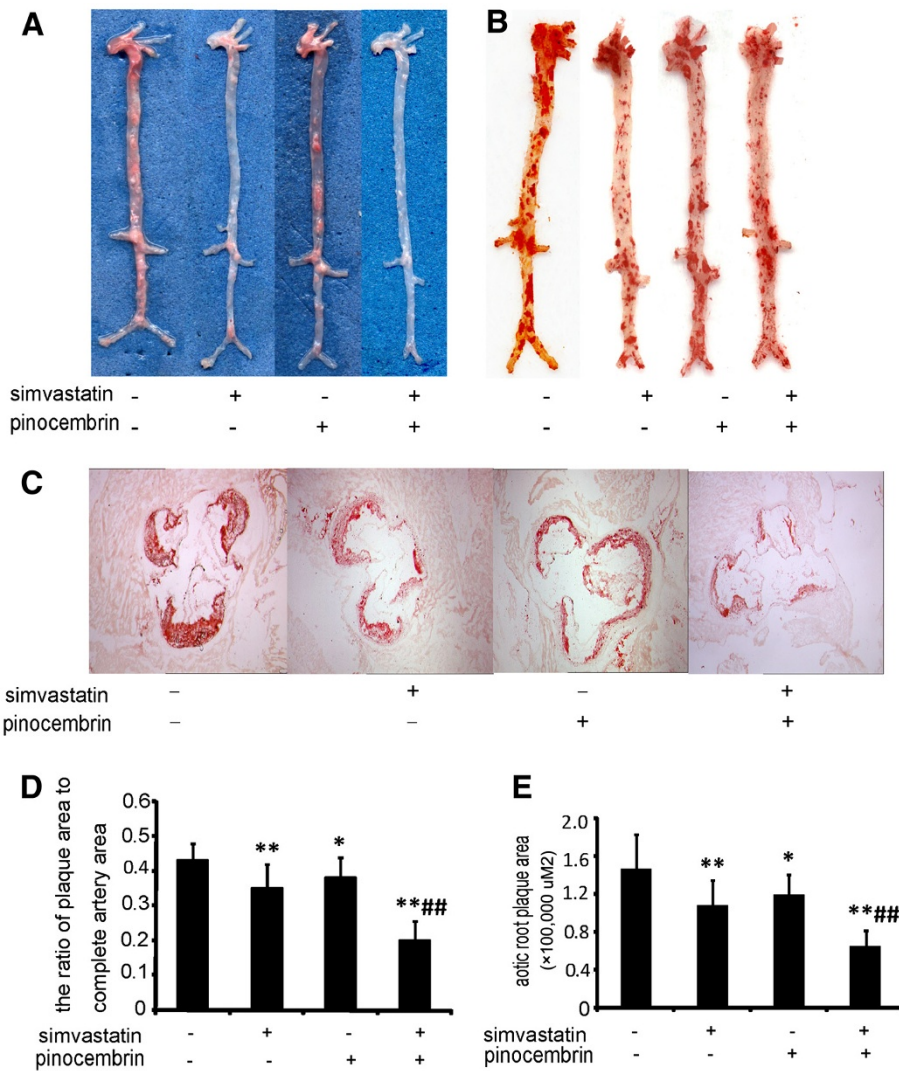 A
B
simvastatin - + - +
pinocembrin - - + +
- + - +
- - + +
C
simvastatin – + – +
pinocembrin – – + +
D
the ratio of plaque area to
complete artery area
0.6
0.5
0.4
0.3
0.2
0.1
0
**
*
**##
simvastatin - + - +
pinocembrin - - + +
E
aotic root plaque area
(×100,000 uM2)
2.0
1.6
1.2
0.8
0.4
0
**
*
**##
simvastatin - + - +
pinocembrin - - + +